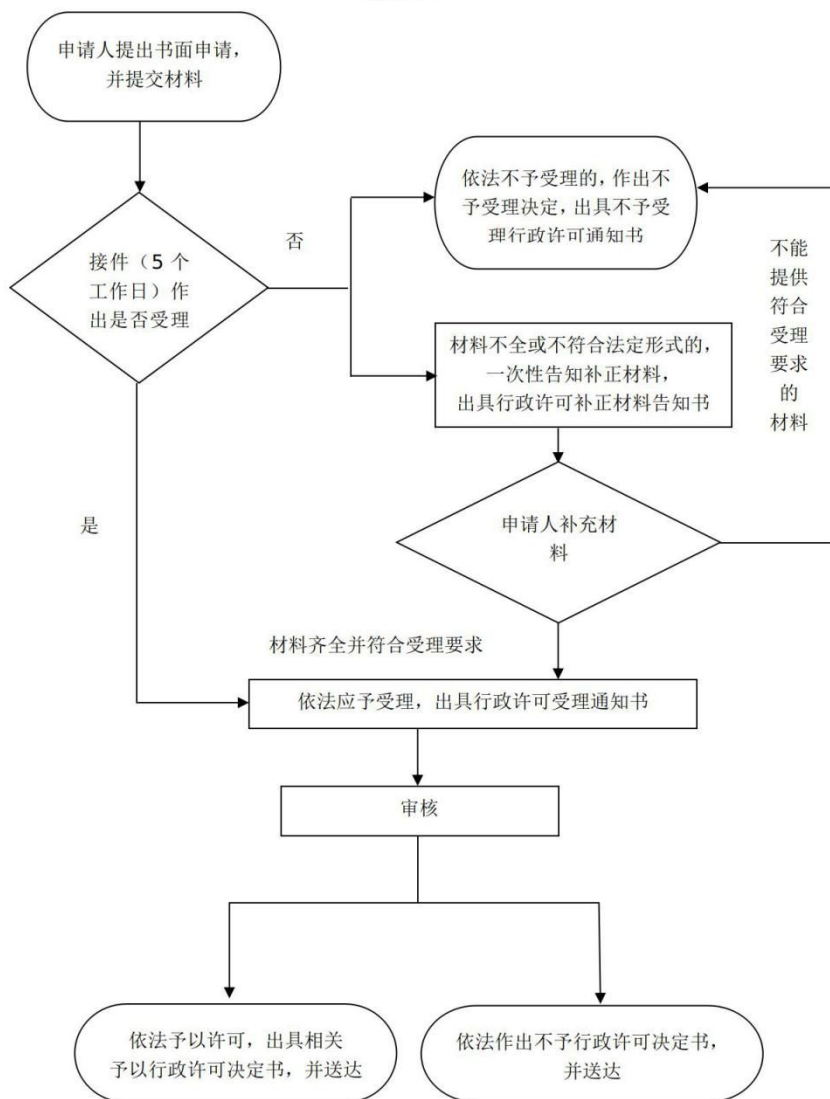 申请人提出书面申请，
并提交材料
依法不予受理的，作出不
予受理决定，出具不予受
理行政许可通知书
否
接件（5 个
工作日）作
出是否受理
不能
提供
符合
受理
要求
的
材料
材料不全或不符合法定形式的，
一次性告知补正材料，
出具行政许可补正材料告知书
是
申请人补充材
料
材料齐全并符合受理要求
依法应予受理，出具行政许可受理通知书
审核
依法予以许可，出具相关
予以行政许可决定书，并送达
依法作出不予行政许可决定书，
并送达